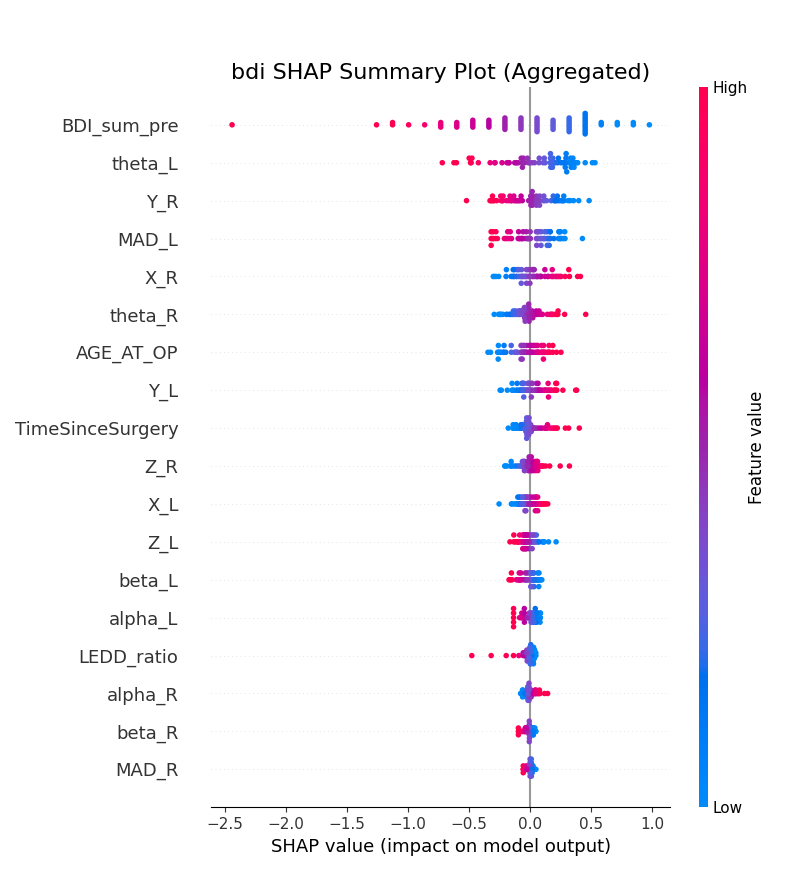 bdi SHAP Summary Plot (Aggregated)
High
BDI_sum_pre
theta_L
Y_R
MAD_L
X_R
theta_R
AGE_AT_OP
Y_L
TimeSinceSurgery
Z_R
X_L
Z_L
beta_L
alpha_L
LEDD_ratio
alpha_R
beta_R
MAD_R
Feature value
Low
−2.5 −2.0 −1.5 −1.0 −0.5 0.0 0.5 1.0
SHAP value (impact on model output)